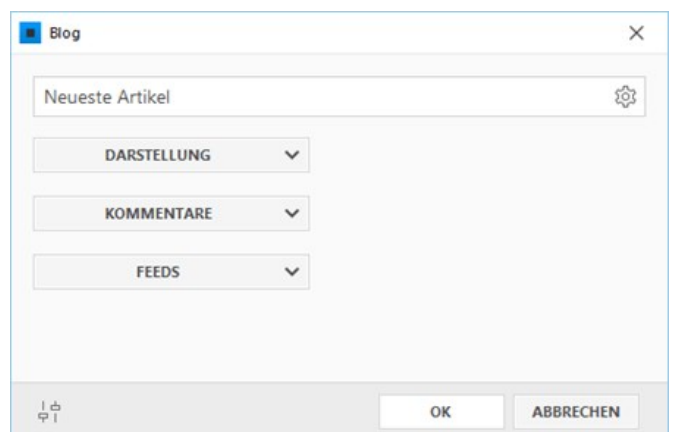 Blog
Neueste Artikel
DARSTELLUNG
KOMMENTARE
FEEDS
OK ABBRECHEN